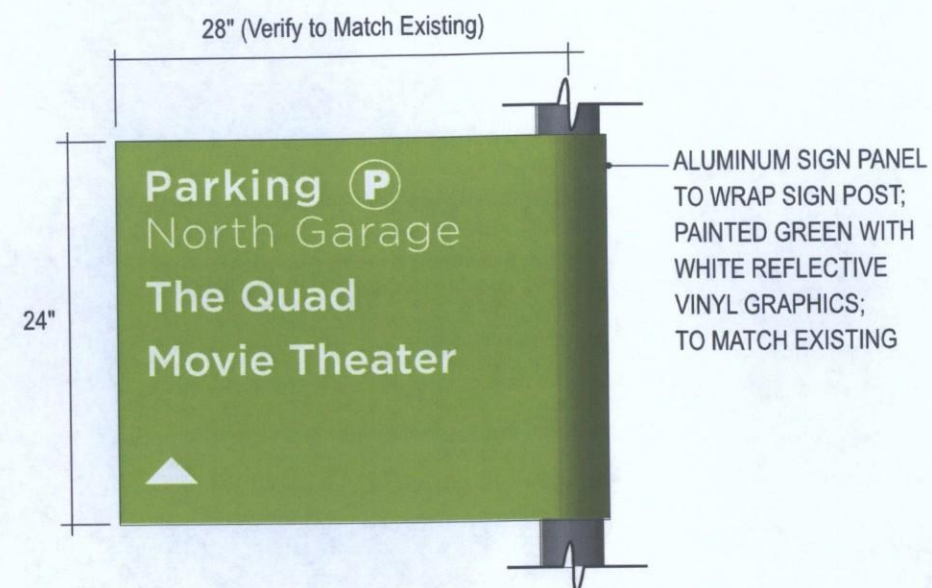 28" (Verify to Match Existing)
24"
Parking P
North Garage
The Quad
Movie Theater
ALUMINUM SIGN PANEL
TO WRAP SIGN POST;
PAINTED GREEN WITH
WHITE REFLECTIVE
VINYL GRAPHICS;
TO MATCH EXISTING